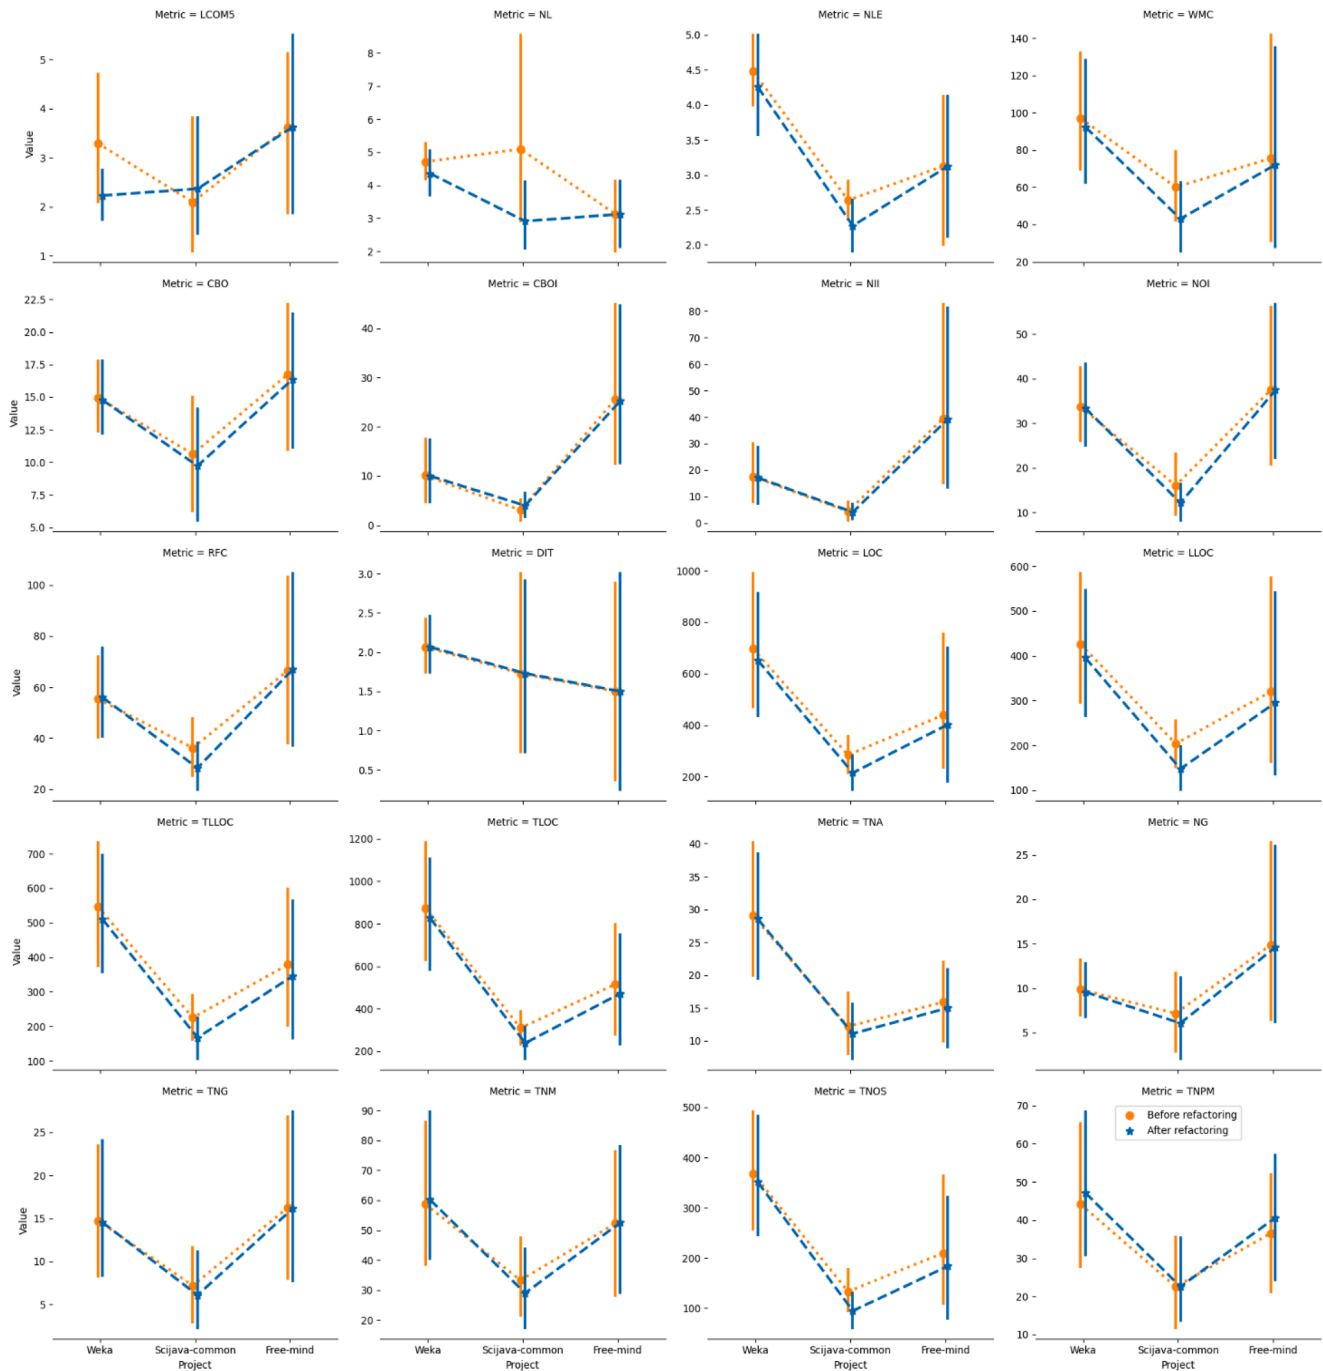 Metric = LCOM5
Metric = NL
Metric = NLE
Metric = WMC
5
4
3
2
1
Value
8
7
6
5
4
3
2
5.0
4.5
4.0
3.5
3.0
2.5
2.0
140
120
100
80
60
40
20
Metric = CBO
Metric = CBOI
Metric = NII
Metric = NOI
22.5
20.0
17.5
15.0
12.5
10.0
7.5
5.0
Value
40
30
20
10
0
80
70
60
50
40
30
20
10
0
50
40
30
20
10
Metric = RFC
Metric = DIT
Metric = LOC
Metric = LLOC
100
80
60
40
20
Value
3.0
2.5
2.0
1.5
1.0
0.5
1000
800
600
400
200
600
500
400
300
200
100
Metric = TLLOC
Metric = TLOC
Metric = TNA
Metric = NG
700
600
500
400
300
200
100
Value
1200
1000
800
600
400
200
40
35
30
25
20
15
10
25
20
15
10
5
Metric = TNG
Metric = TNM
Metric = TNOS
Metric = TNPM
25
20
15
10
5
Value
90
80
70
60
50
40
30
20
500
400
300
200
100
70
60
50
40
30
20
10
Before refactoring
After refactoring
Weka
Scijava-common
Free-mind
Project
Weka
Scijava-common
Free-mind
Project
Weka
Scijava-common
Free-mind
Project
Weka
Scijava-common
Free-mind
Project